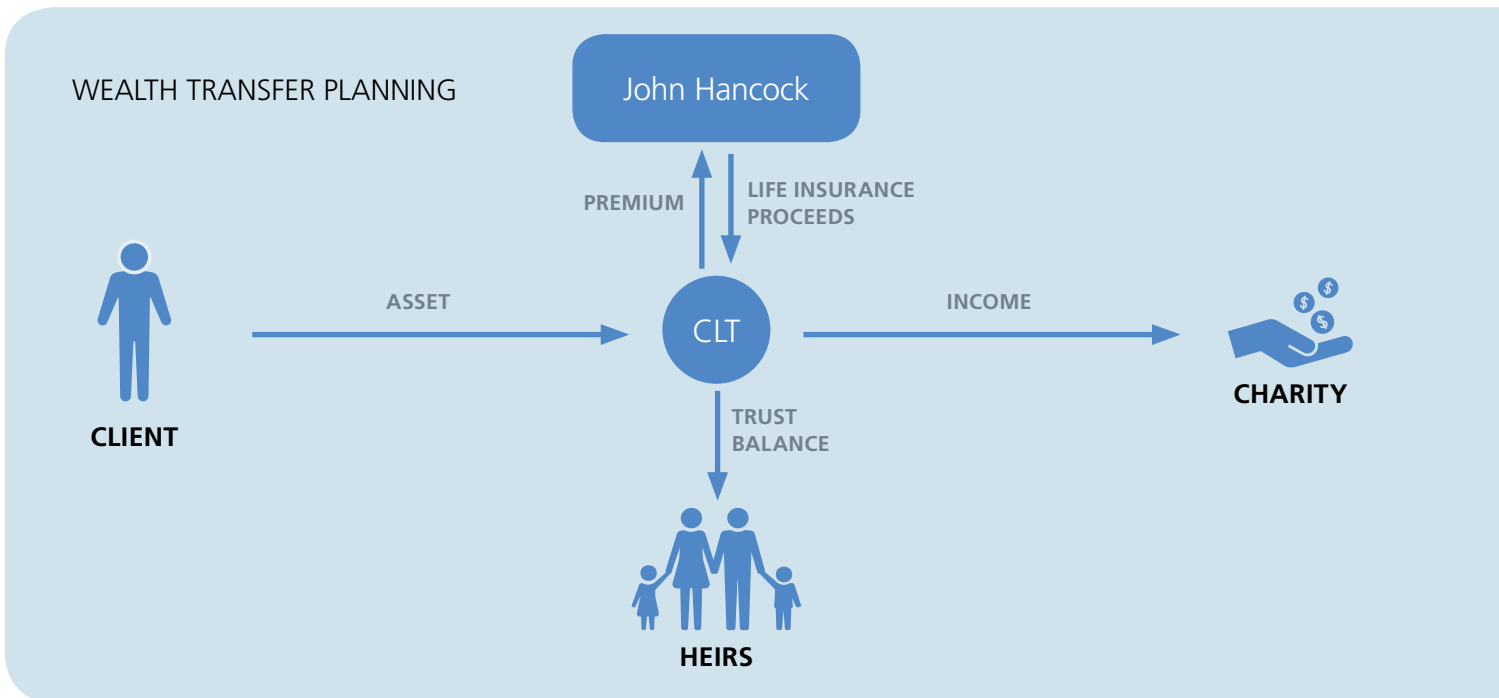 WEALTH TRANSFER PLANNING
John Hancock
PREMIUM
LIFE INSURANCE
PROCEEDS
ASSET
CLT
INCOME
CLIENT
TRUST
BALANCE
$
$
$
CHARITY
HEIRS